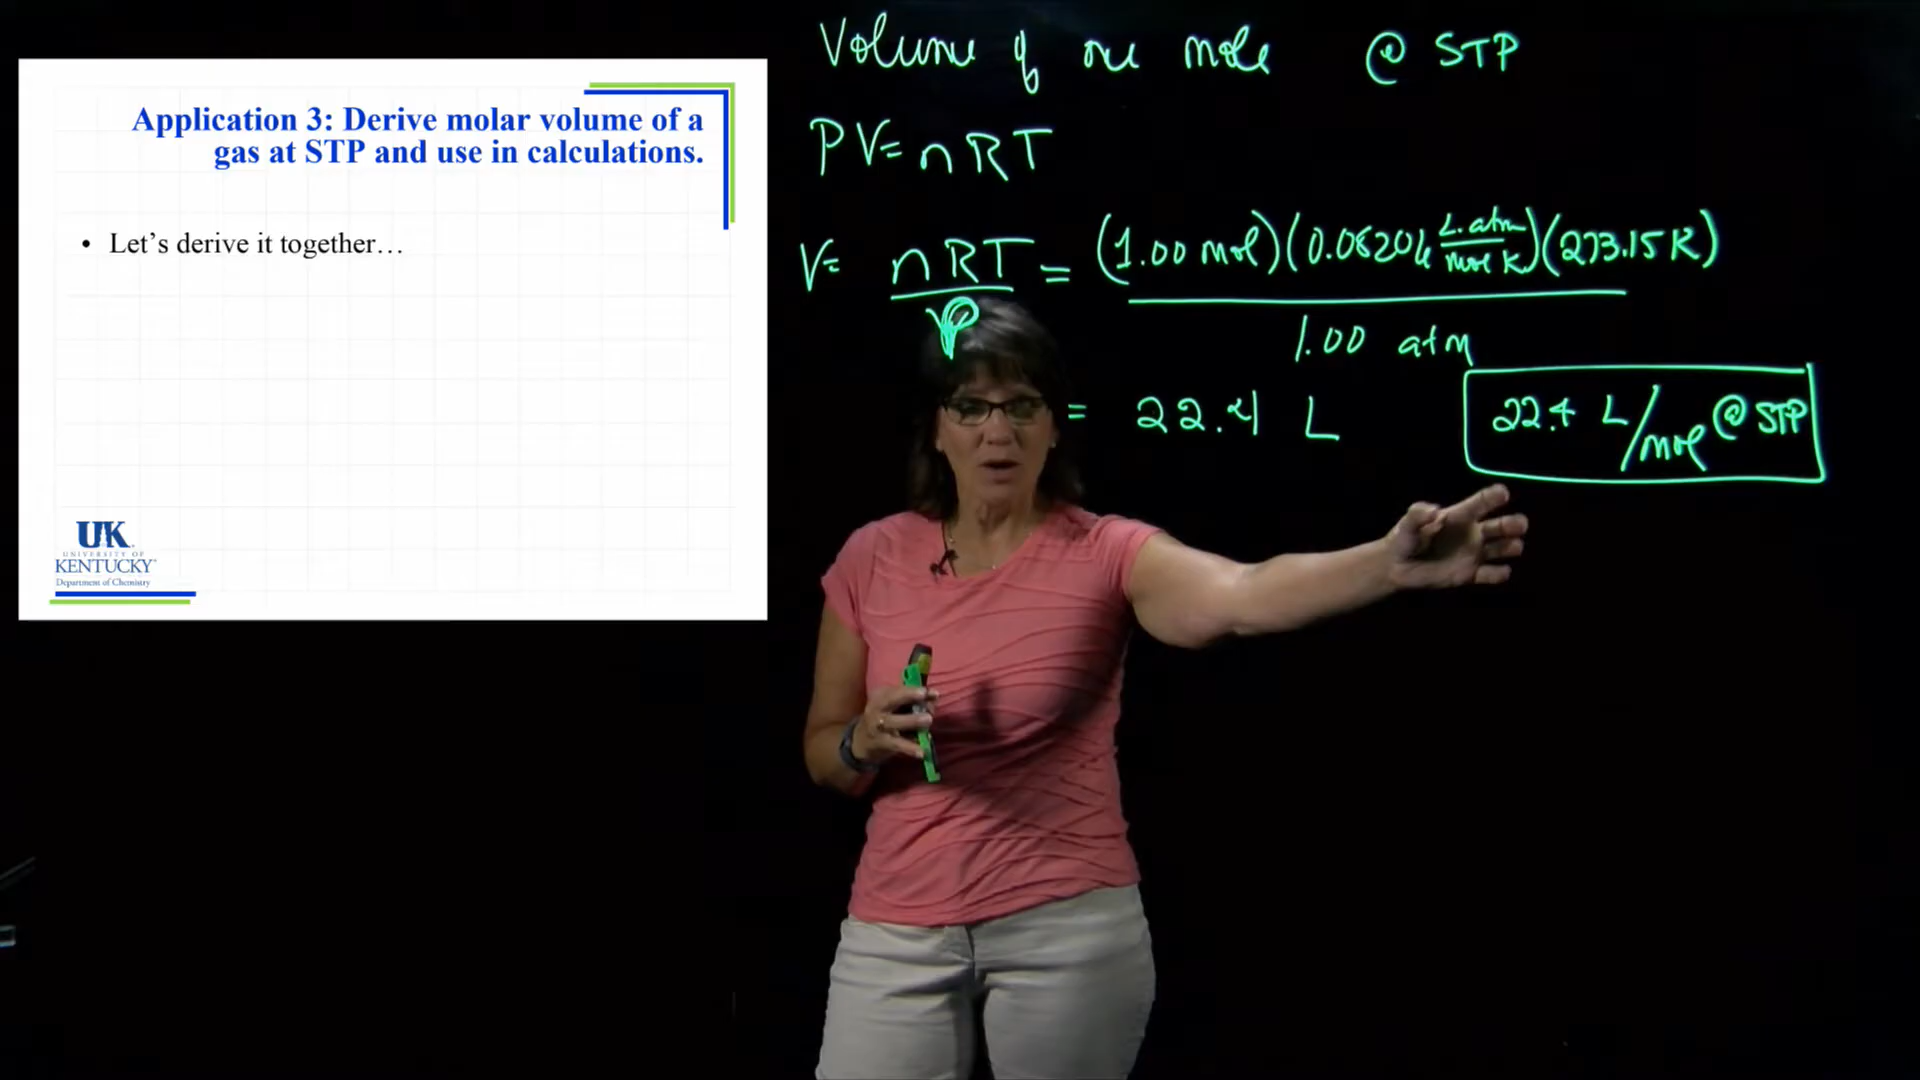 Application 3: Derive molar volume of a
gas at STP and use in calculations.
• Let’s derive it together…
UK
UNIVERSITY OF
KENTUCKY
Department of Chemistry
Volume of one mole @ STP
PV=nRT
V= nRT/P = (1.00 mol)(0.08206 L.atm/mol K)(273.15K)
1.00 atm
= 22.4 L
22.4 L/mol @ STP